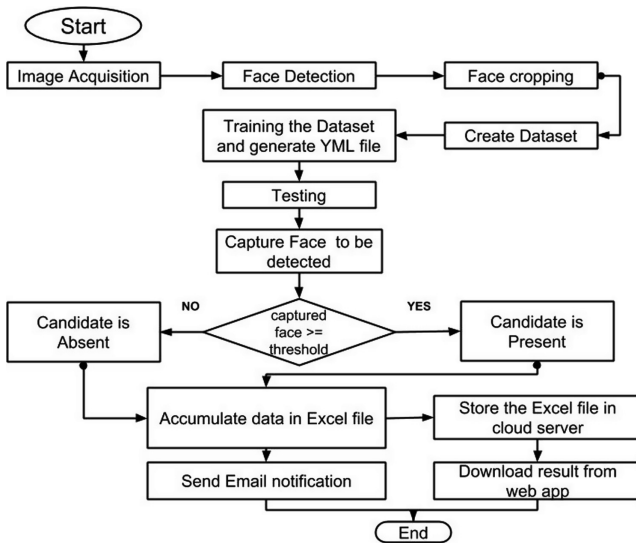 Start
Image Acquisition
Face Detection
Face cropping
Training the Dataset
and generate YML file
Create Dataset
Testing
Capture Face to be
detected
NO
YES
captured
face >=
threshold
Candidate is
Absent
Candidate is
Present
Accumulate data in Excel file
Store the Excel file in
cloud server
Send Email notification
Download result from
web app
End